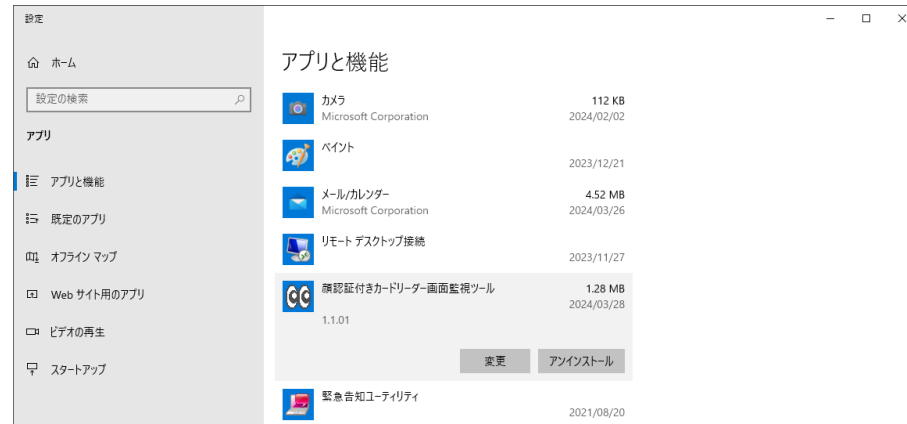 設定
ホーム
設定の検索
アプリ
アプリと機能
既定のアプリ
オフライン マップ
Web サイト用のアプリ
ビデオの再生
スタートアップ
アプリと機能
カメラ
112 KB
Microsoft Corporation
2024/02/02
ペイント
2023/12/21
メール/カレンダー
4.52 MB
Microsoft Corporation
2024/03/26
リモート デスクトップ接続
2023/11/27
顔認証付きカードリーダー画面監視ツール
1.28 MB
2024/03/28
1.1.01
変更
アンインストール
緊急告知ユーティリティ
2021/08/20